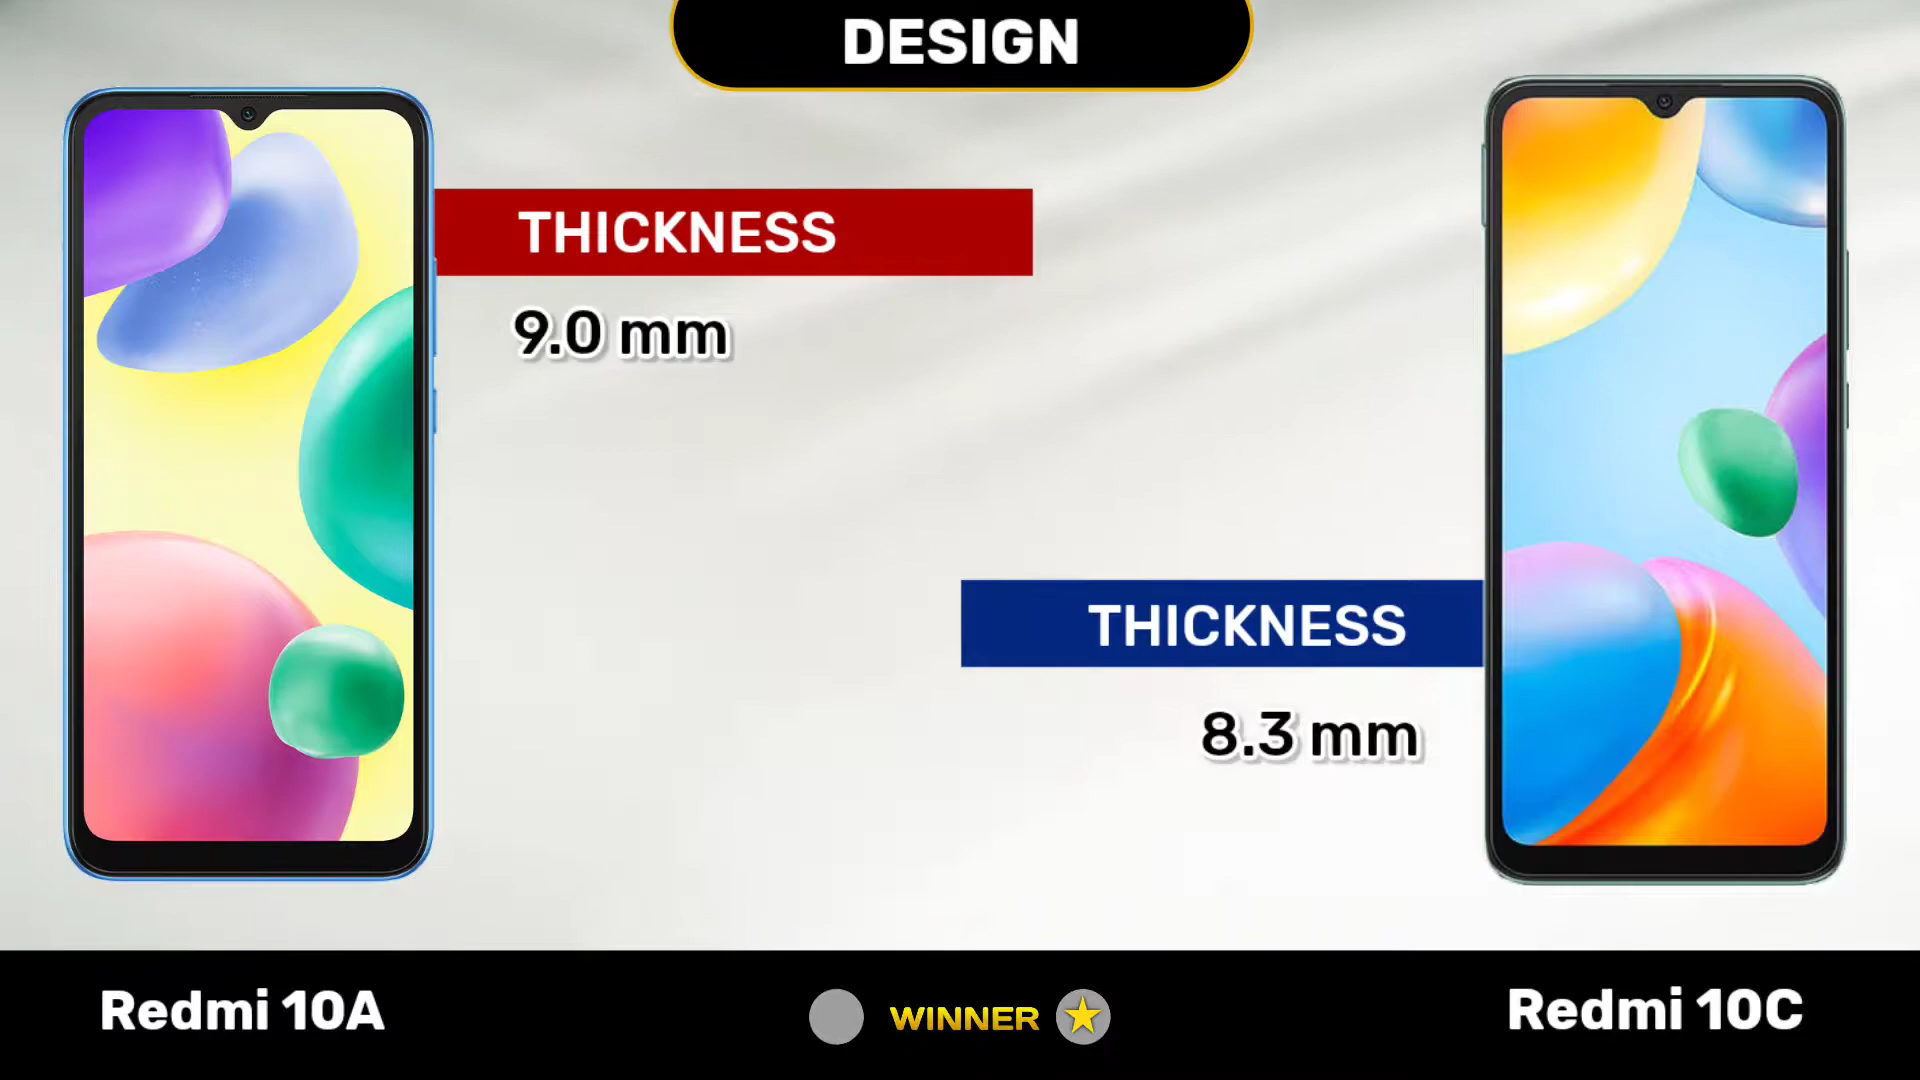 DESIGN
THICKNESS
9.0 mm
THICKNESS
8.3 mm
Redmi 10A
WINNER
Redmi 10C